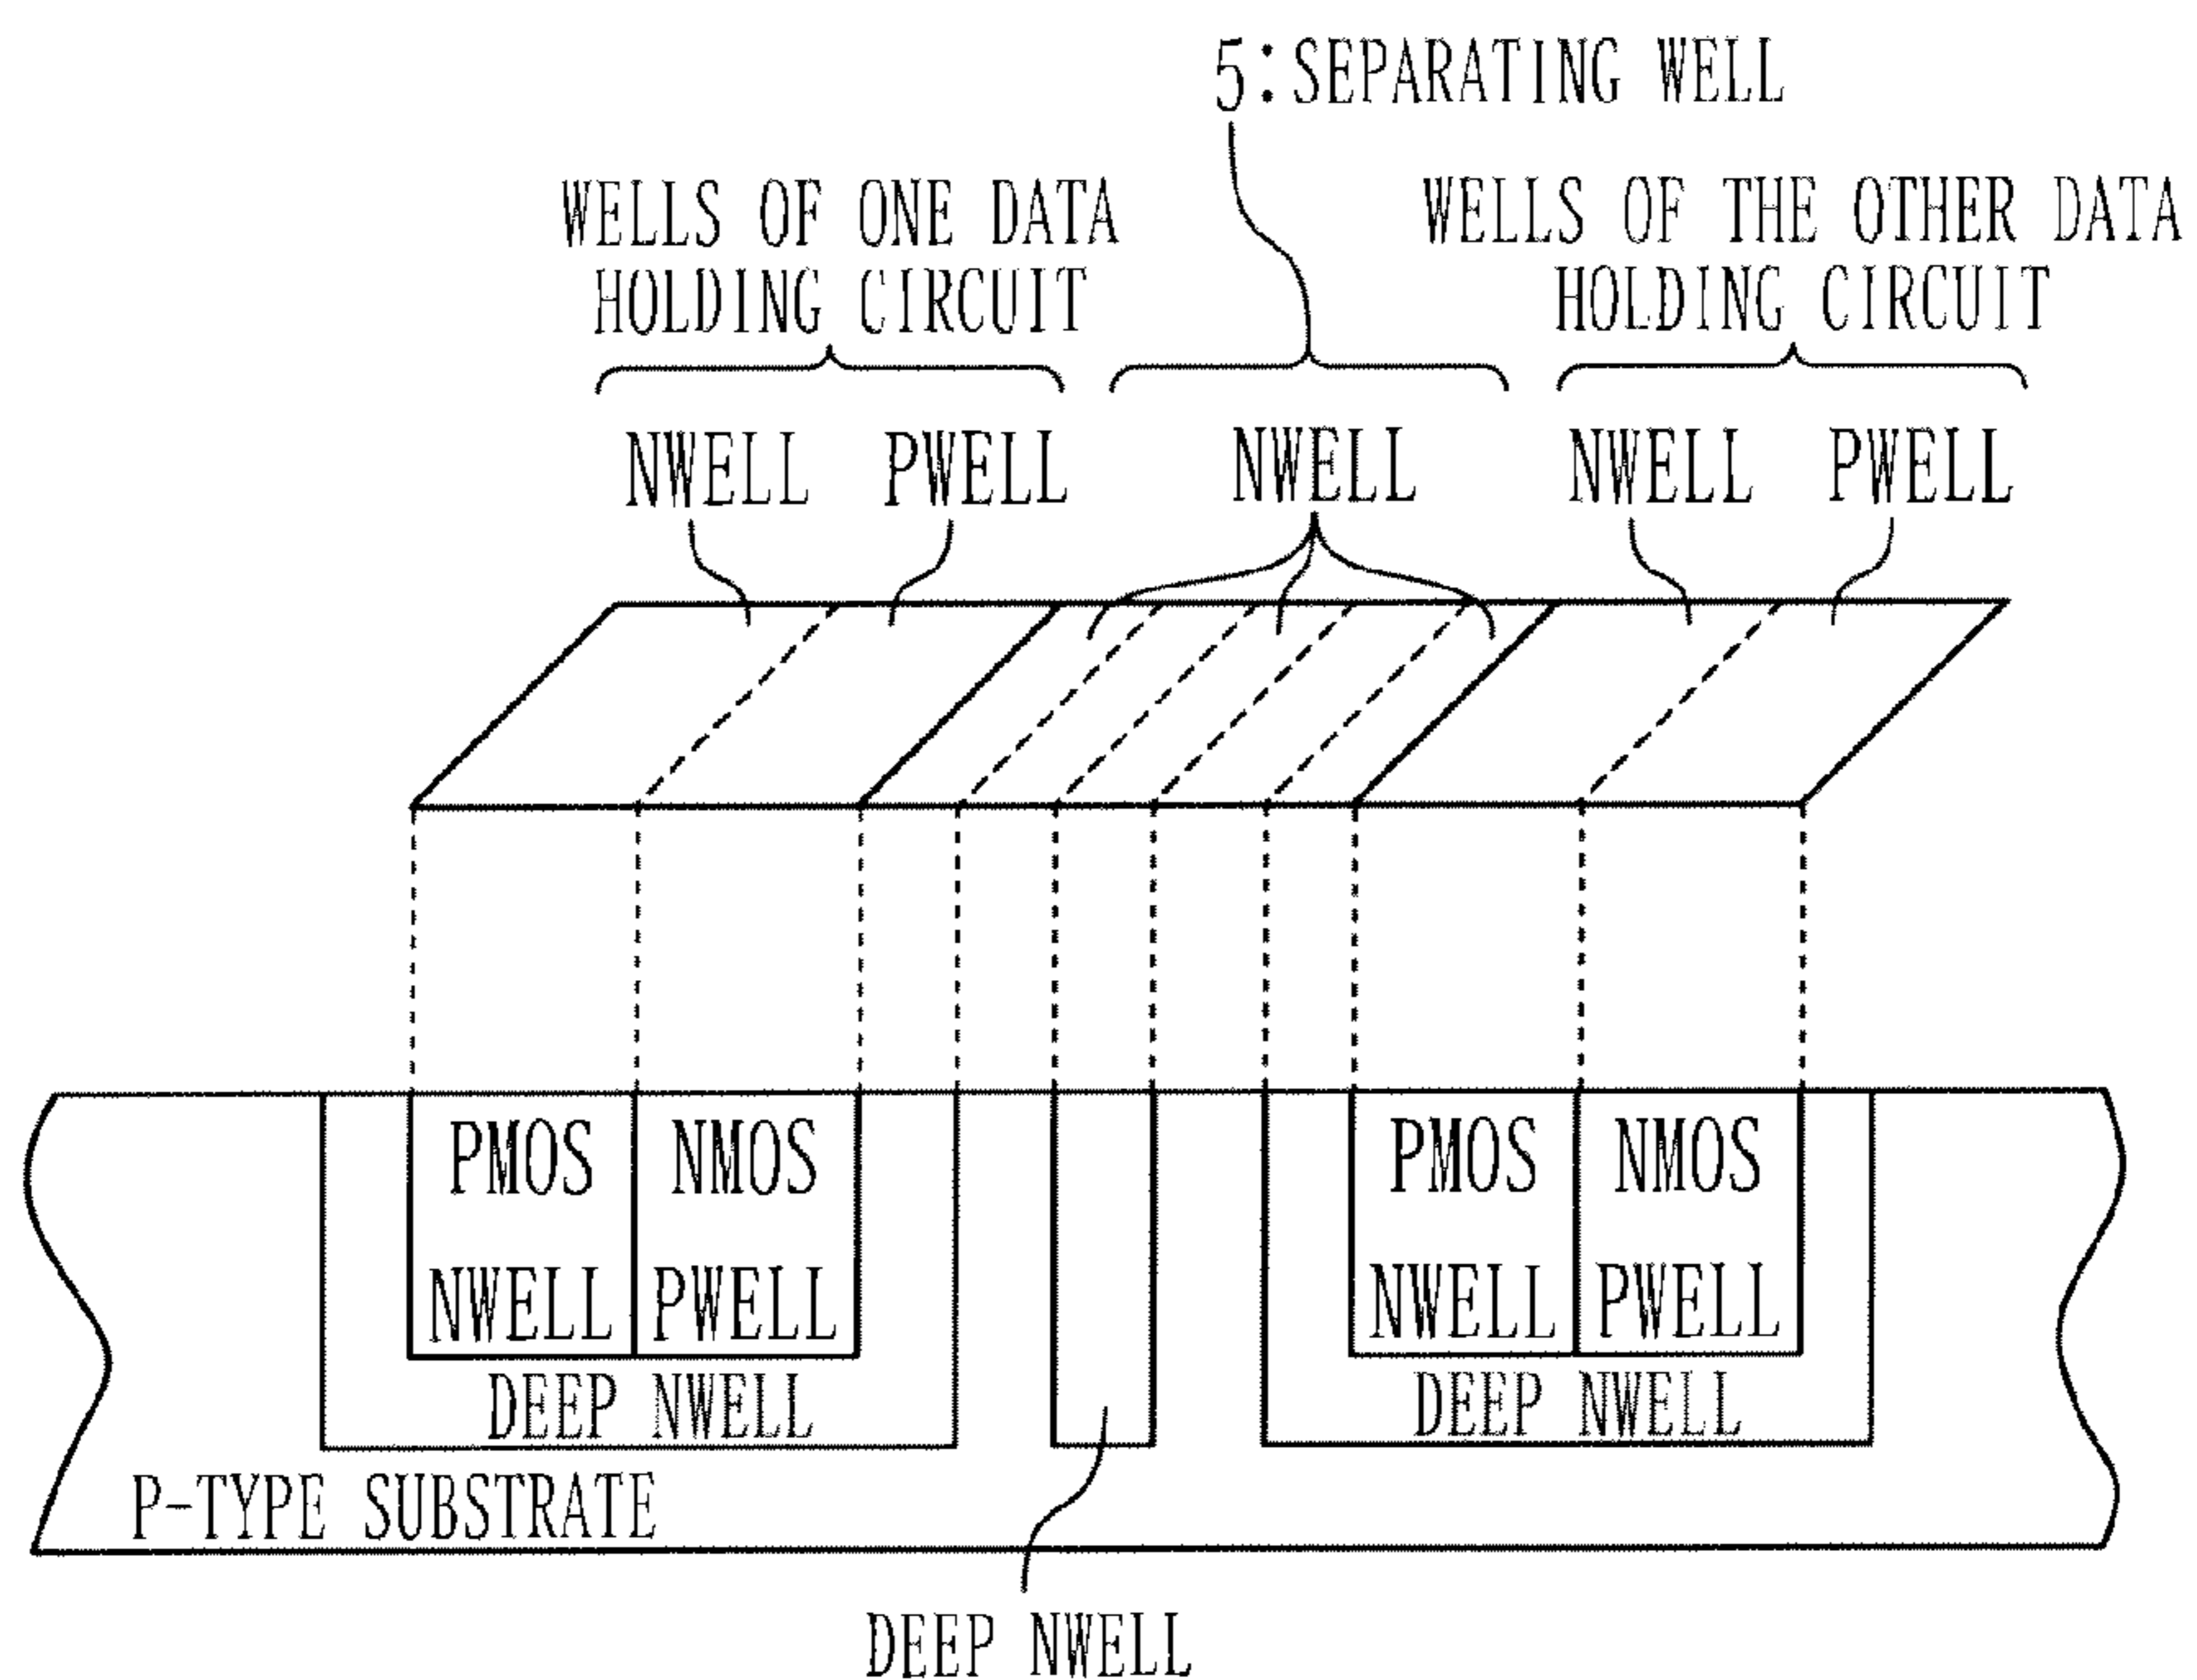 5:SEPARATING WELL
WELLS OF ONE DATA
HOLDING CIRCUIT
WELLS OF THE OTHER DATA
HOLDING CIRCUIT
NWELL PWELL NWELL NWELL PWELL
PMOS NMOS PMOS NMOS
NWELL PWELL NWELL PWELL
DEEP NWELL DEEP NWELL
P-TYPE SUBSTRATE
DEEP NWELL